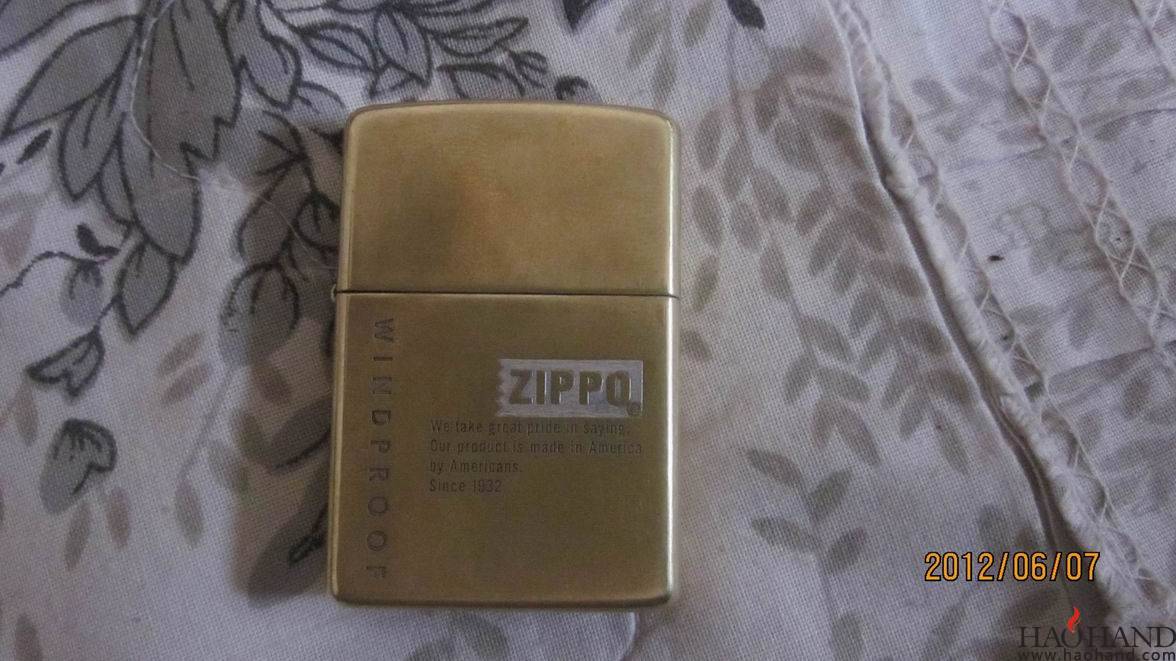 WINDPROOF
ZIPPO
We take great pride in saying.
Our product is made in America
by Americans.
Since 1932
2012/06/07
HAOHAND
www.haohand.com